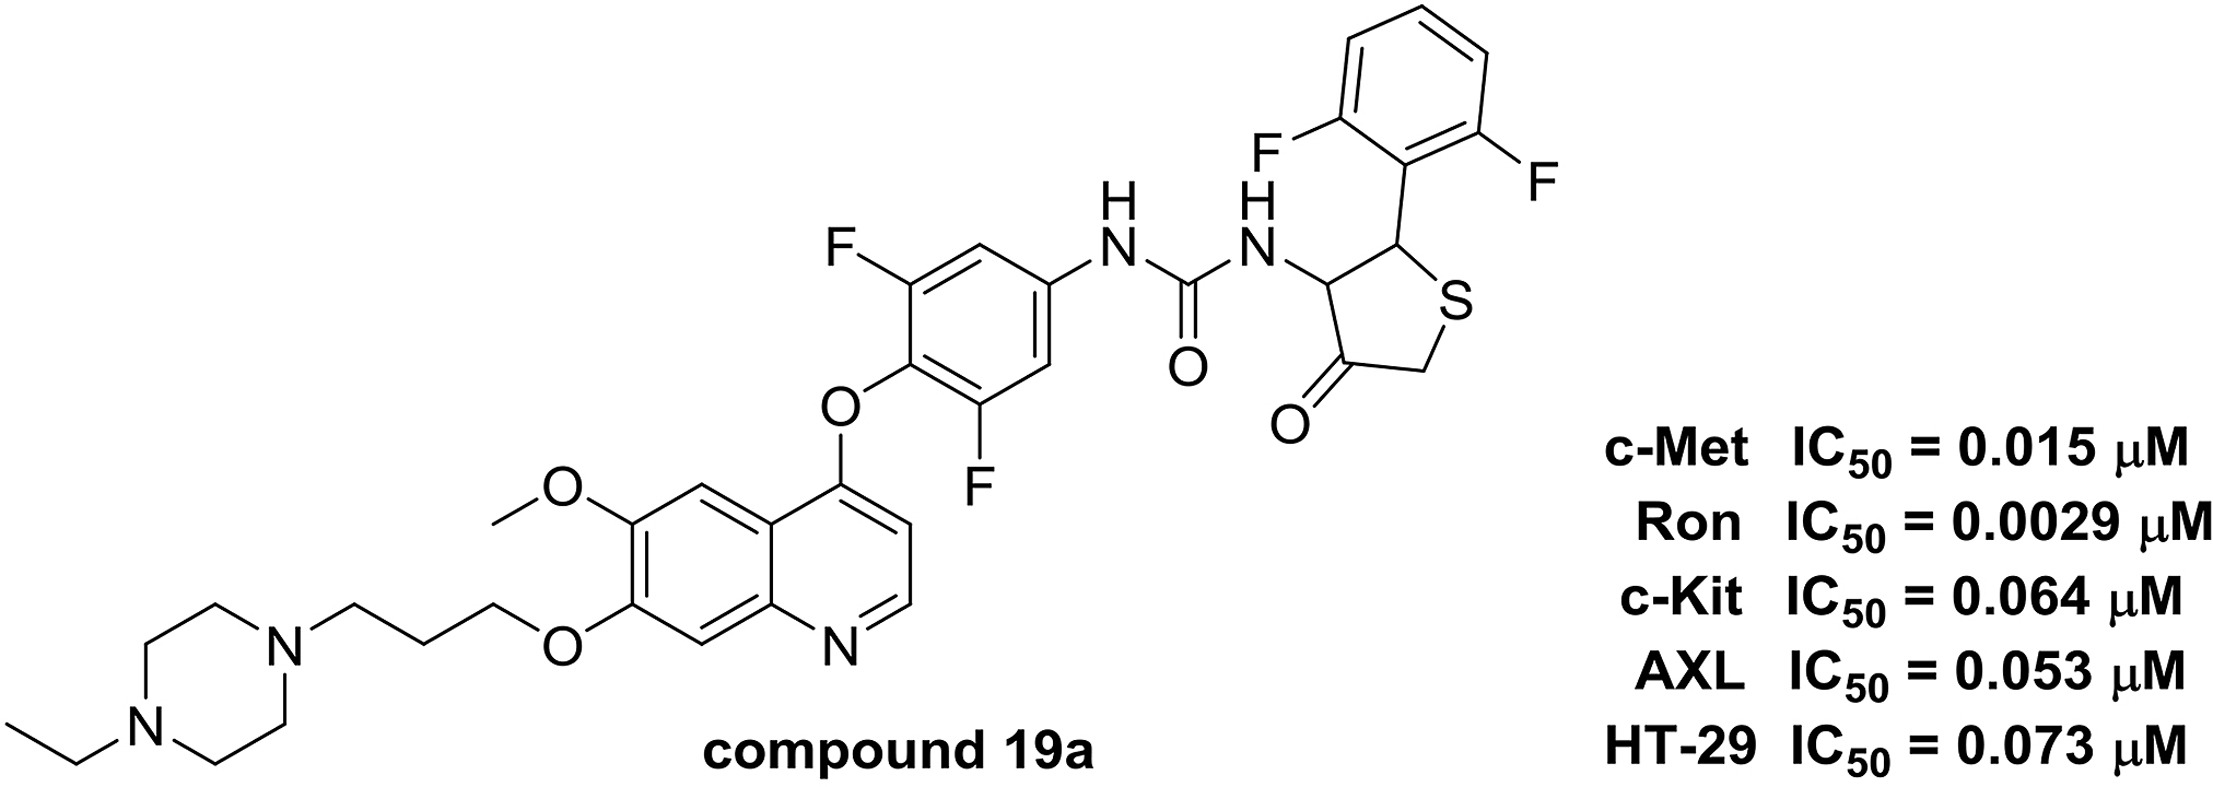 F
F
H
H
F
N
N
S
O
O
O
F
O
N
O
N
N
compound 19a
c-Met IC50 = 0.015 μM
Ron IC50 = 0.0029 μM
c-Kit IC50 = 0.064 μM
AXL IC50 = 0.053 μM
HT-29 IC50 = 0.073 μM